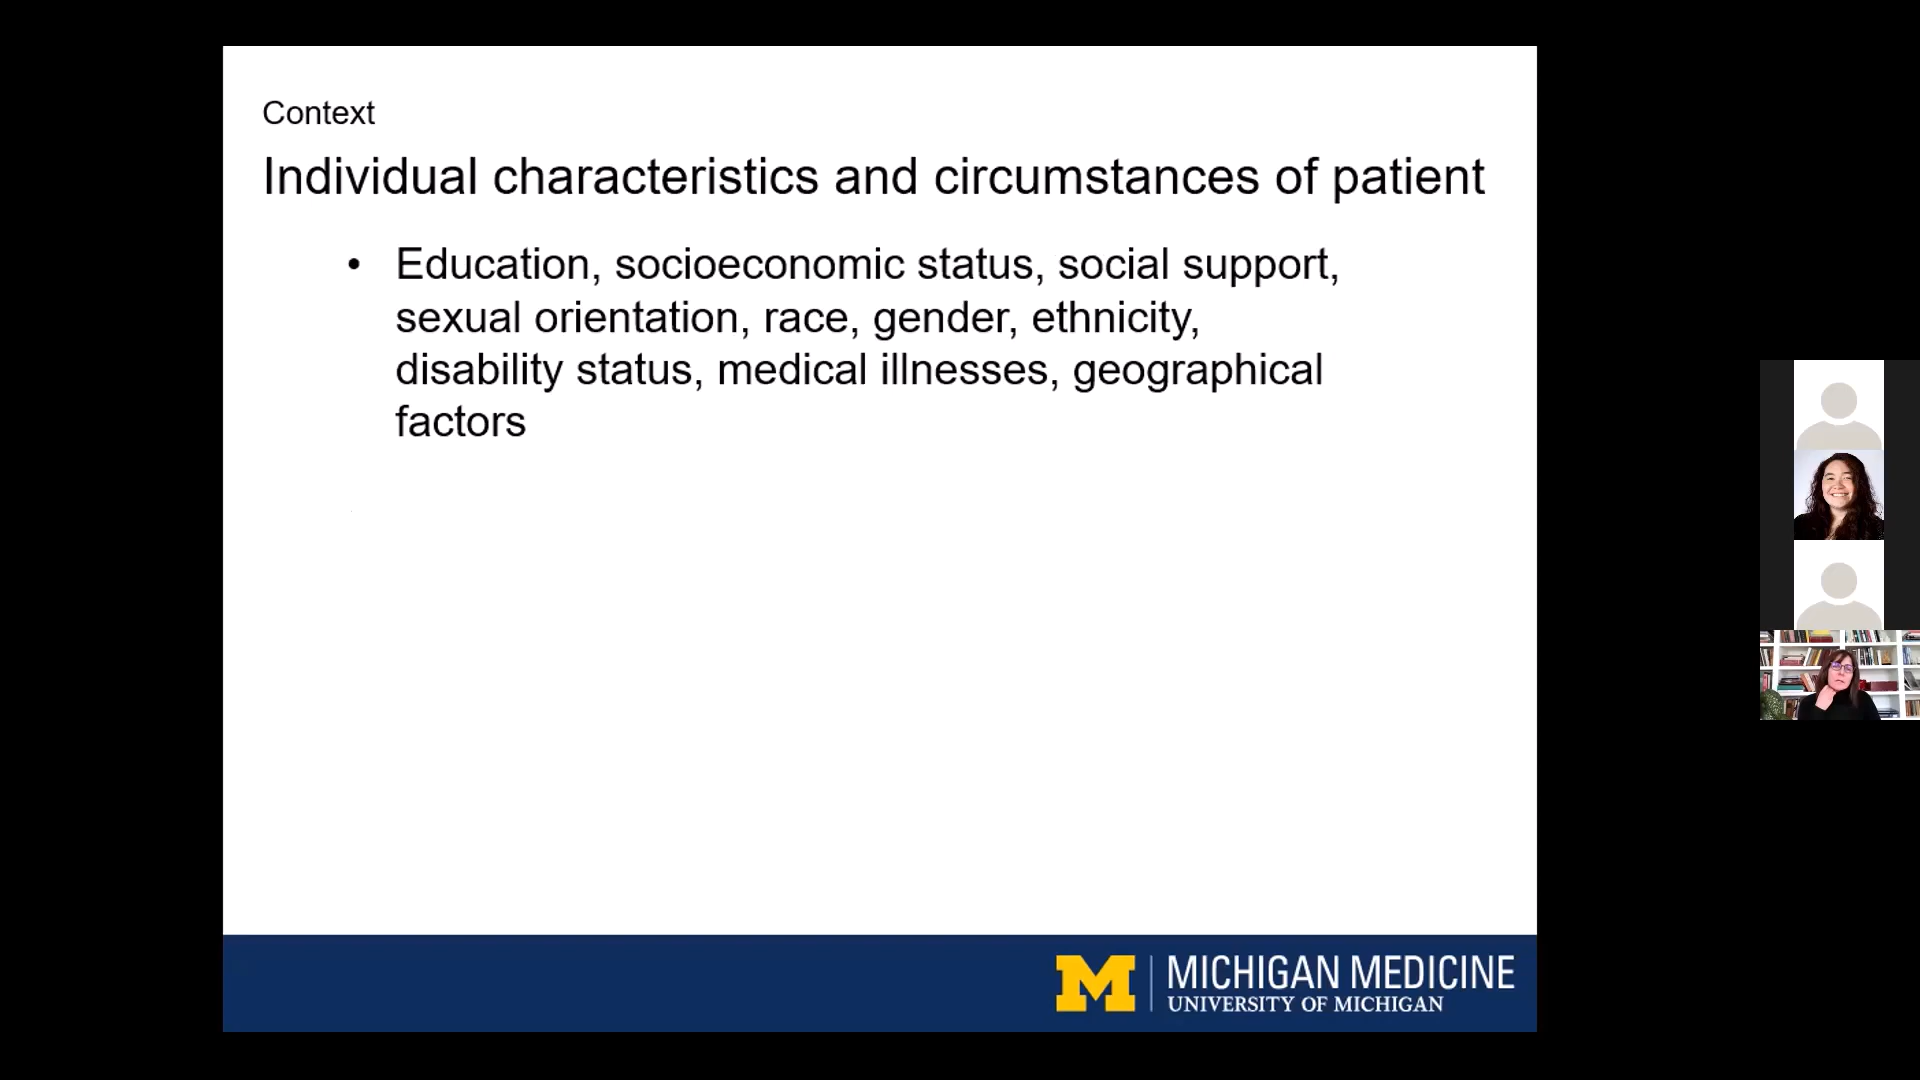 Context
Individual characteristics and circumstances of patient
• Education, socioeconomic status, social support,
sexual orientation, race, gender, ethnicity,
disability status, medical illnesses, geographical
factors
M MICHIGAN MEDICINE
UNIVERSITY OF MICHIGAN